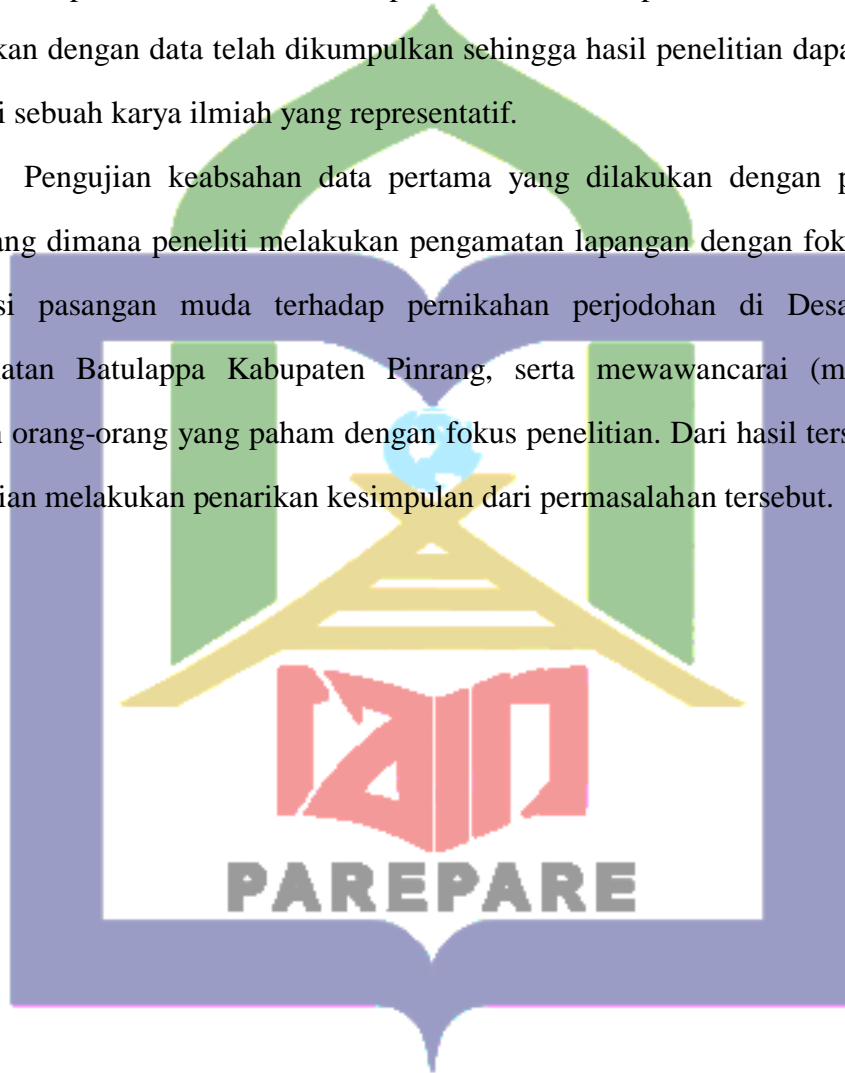 kan dengan data telah dikumpulkan sehingga hasil penelitian dapa
i sebuah karya ilmiah yang representatif.
Pengujian keabsahan data pertama yang dilakukan dengan p
ang dimana peneliti melakukan pengamatan lapangan dengan fok
si pasangan muda terhadap pernikahan perjodohan di Desa
atan Batulappa Kabupaten Pinrang, serta mewawancarai (m
n orang-orang yang paham dengan fokus penelitian. Dari hasil ters
ian melakukan penarikan kesimpulan dari permasalahan tersebut.
iain
PAREPARE